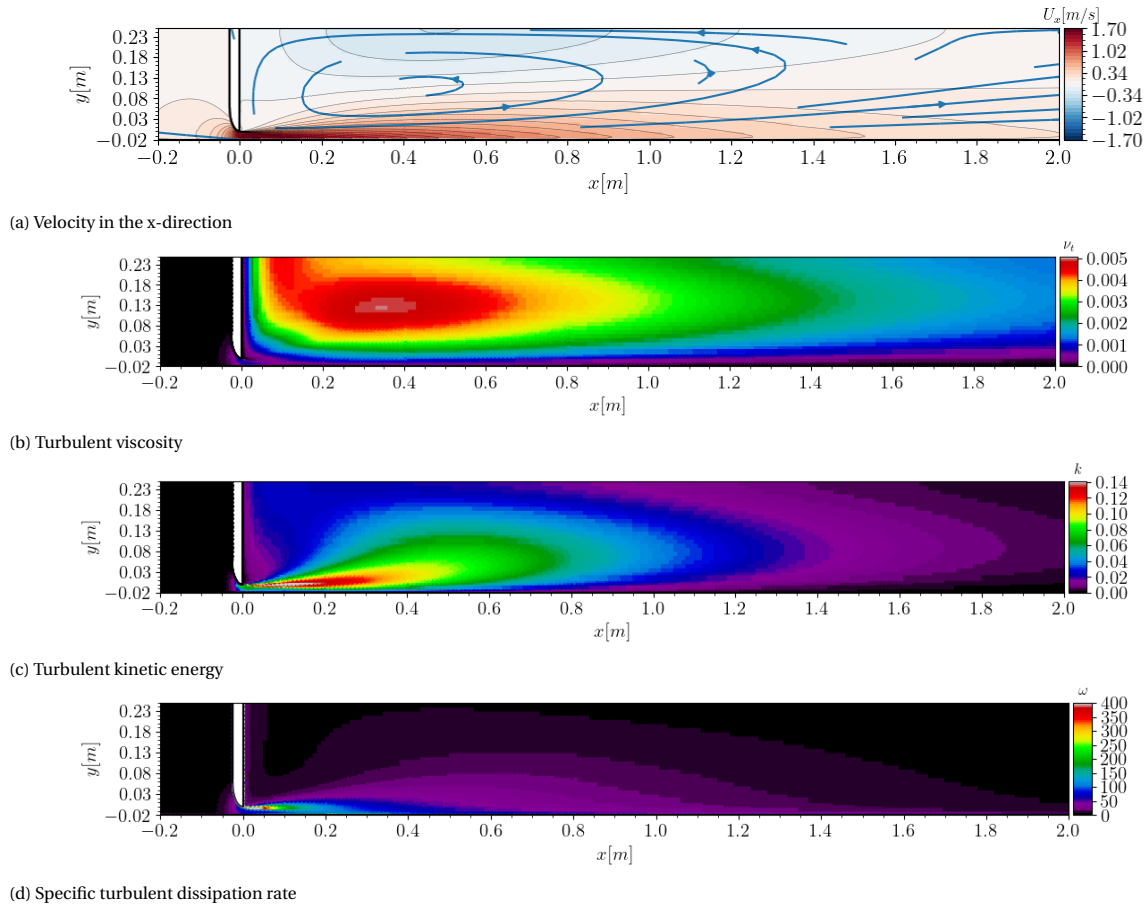 U_x[m/s]
1.70
1.02
0.34
−0.34
−1.02
−1.70
y[m]
0.23
0.18
0.13
0.08
0.03
−0.02
−0.2 0.0 0.2 0.4 0.6 0.8 1.0 1.2 1.4 1.6 1.8 2.0
x[m]
(a) Velocity in the x-direction
ν_t
0.005
0.004
0.003
0.002
0.001
0.000
y[m]
0.23
0.18
0.13
0.08
0.03
−0.02
−0.2 0.0 0.2 0.4 0.6 0.8 1.0 1.2 1.4 1.6 1.8 2.0
x[m]
(b) Turbulent viscosity
k
0.14
0.12
0.10
0.08
0.06
0.04
0.02
0.00
y[m]
0.23
0.18
0.13
0.08
0.03
−0.02
−0.2 0.0 0.2 0.4 0.6 0.8 1.0 1.2 1.4 1.6 1.8 2.0
x[m]
(c) Turbulent kinetic energy
ω
400
350
300
250
200
150
100
50
0
y[m]
0.23
0.18
0.13
0.08
0.03
−0.02
−0.2 0.0 0.2 0.4 0.6 0.8 1.0 1.2 1.4 1.6 1.8 2.0
x[m]
(d) Specific turbulent dissipation rate